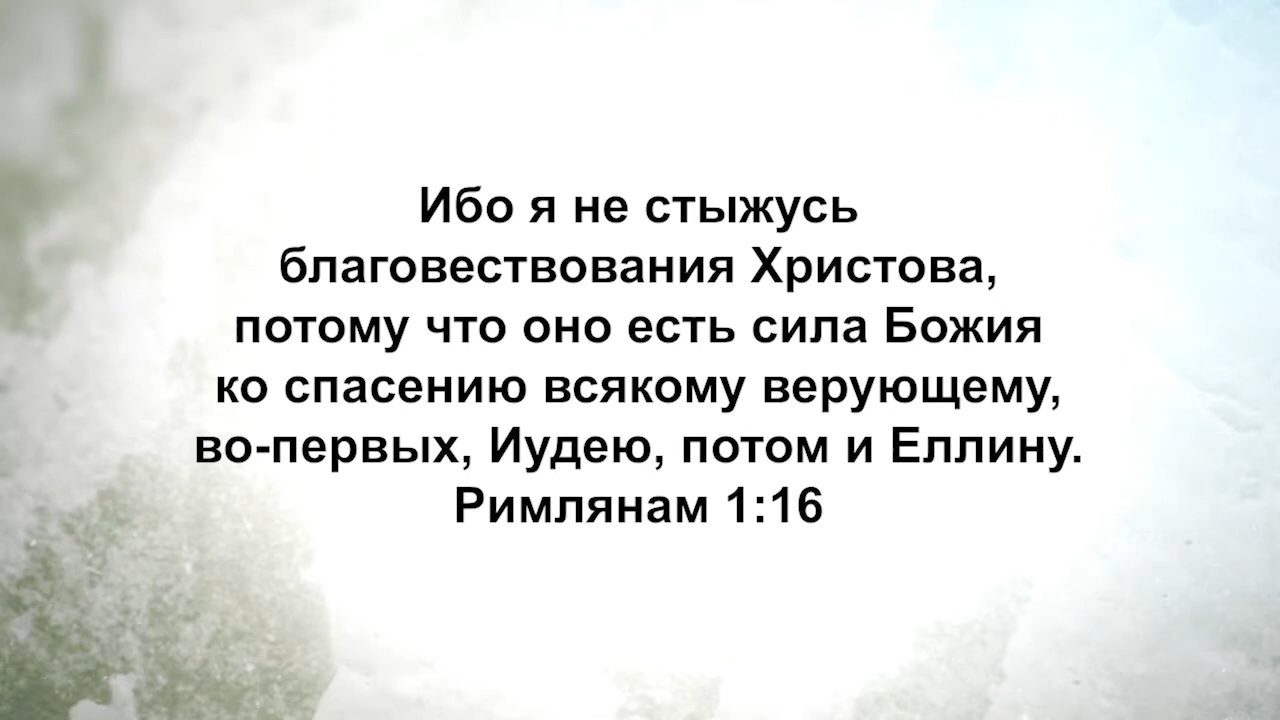 Ибо я не стыжусь
благовествования Христова,
потому что оно есть сила Божия
ко спасению всякому верующему,
во-первых, Иудею, потом и Еллину.
Римлянам 1:16